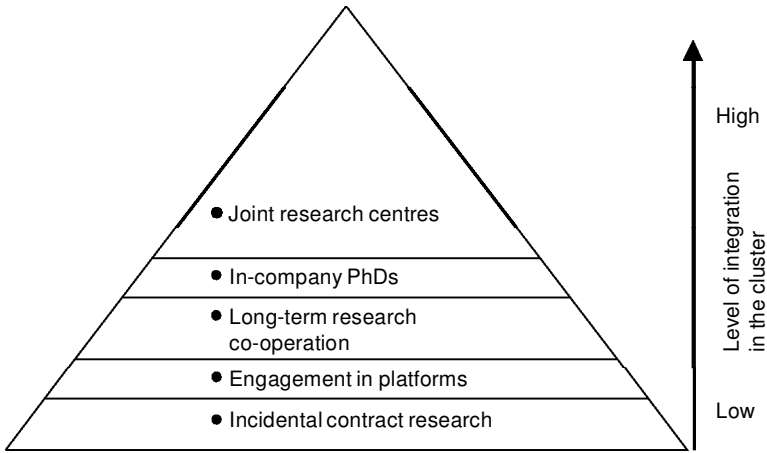 Joint research centres
In-company PhDs
Long-term research
co-operation
Engagement in platforms
Incidental contract research
High
Level of integration
in the cluster
Low